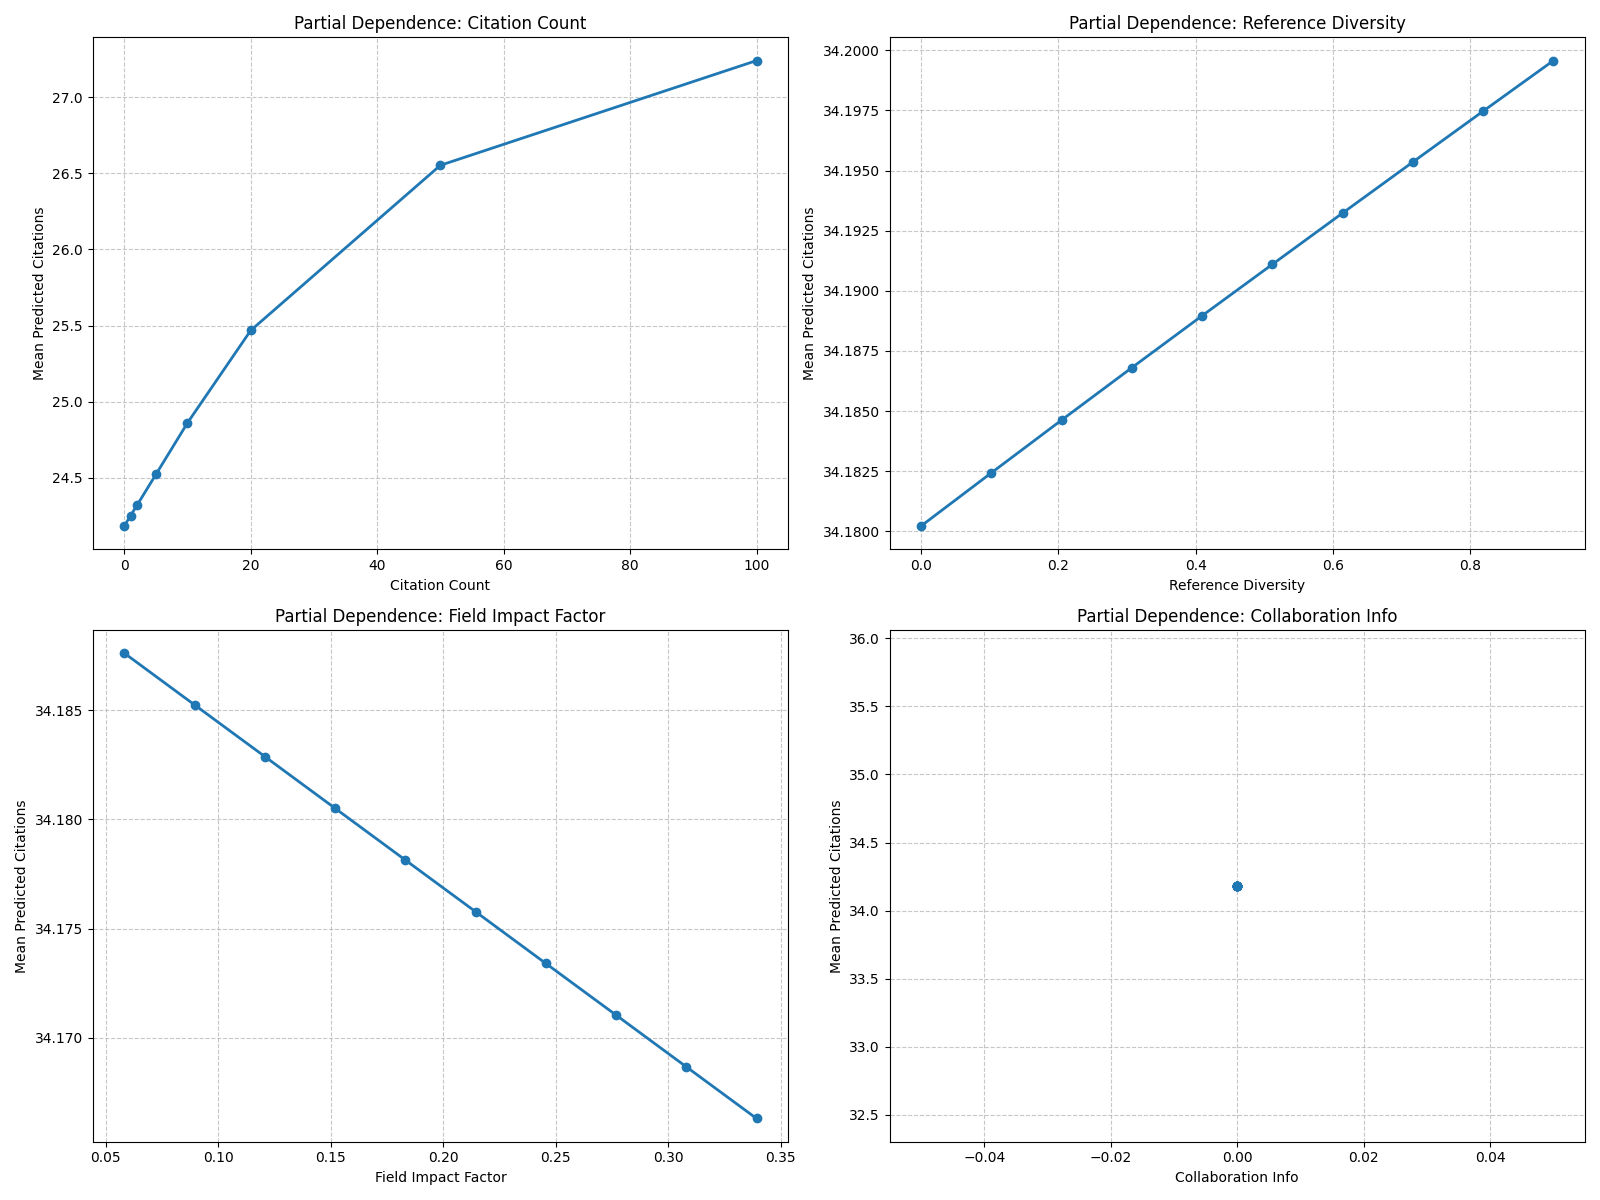 Partial Dependence: Citation Count
Mean Predicted Citations
27.0
26.5
26.0
25.5
25.0
24.5
0 20 40 60 80 100
Citation Count
Partial Dependence: Reference Diversity
Mean Predicted Citations
34.2000
34.1975
34.1950
34.1925
34.1900
34.1875
34.1850
34.1825
34.1800
0.0 0.2 0.4 0.6 0.8
Reference Diversity
Partial Dependence: Field Impact Factor
Mean Predicted Citations
34.185
34.180
34.175
34.170
0.05 0.10 0.15 0.20 0.25 0.30 0.35
Field Impact Factor
Partial Dependence: Collaboration Info
Mean Predicted Citations
36.0
35.5
35.0
34.5
34.0
33.5
33.0
32.5
−0.04 −0.02 0.00 0.02 0.04
Collaboration Info